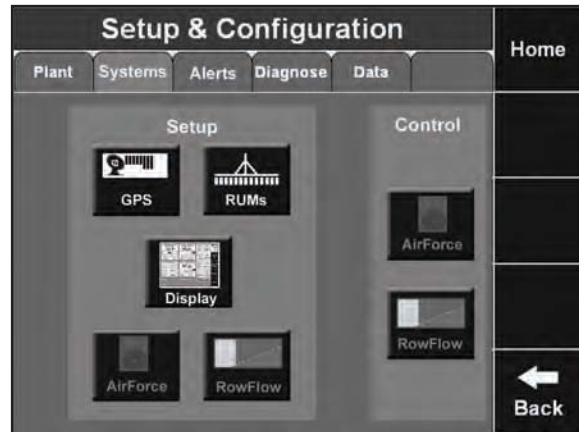 Setup & Configuration
Home
Plant Systems Alerts Diagnose Data
Setup
Control
GPS
RUMs
Display
AirForce
RowFlow
AirForce
RowFlow
Back